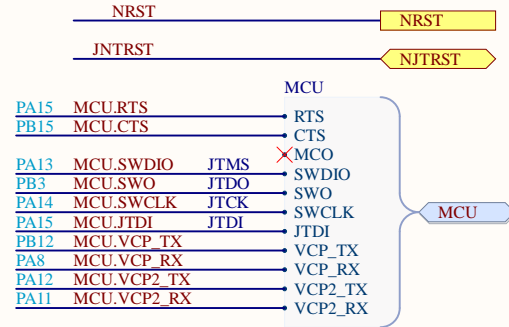 NRST NRST
JNTRST NJTRST
MCU
PA15 MCU.RTS RTS
PB15 MCU.CTS CTS
MCO
PA13 MCU.SWDIO JTMS SWDIO
PB3 MCU.SWO JTDO SWO
PA14 MCU.SWCLK JTCK SWCLK
MCU
PA15 MCU.JTDI JTDI JTDI
PB12 MCU.VCP_TX VCP_TX
PA8 MCU.VCP_RX VCP_RX
PA12 MCU.VCP2_TX VCP2_TX
PA11 MCU.VCP2_RX VCP2_RX